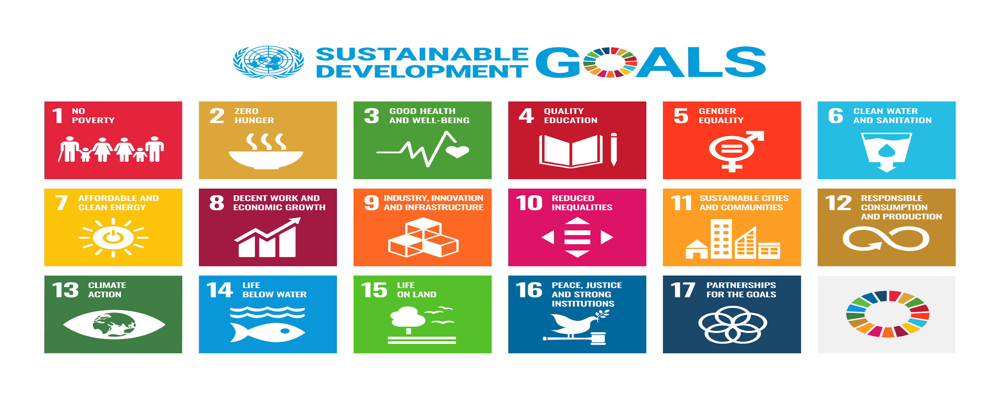 SUSTAINABLE
DEVELOPMENT
GOALS
1 NO
POVERTY
2 ZERO
HUNGER
3 GOOD HEALTH
AND WELL-BEING
4 QUALITY
EDUCATION
5 GENDER
EQUALITY
6 CLEAN WATER
AND SANITATION
7 AFFORDABLE AND
CLEAN ENERGY
8 DECENT WORK AND
ECONOMIC GROWTH
9 INDUSTRY, INNOVATION
AND INFRASTRUCTURE
10 REDUCED
INEQUALITIES
11 SUSTAINABLE CITIES
AND COMMUNITIES
12 RESPONSIBLE
CONSUMPTION
AND PRODUCTION
13 CLIMATE
ACTION
14 LIFE
BELOW WATER
15 LIFE
ON LAND
16 PEACE, JUSTICE
AND STRONG
INSTITUTIONS
17 PARTNERSHIPS
FOR THE GOALS